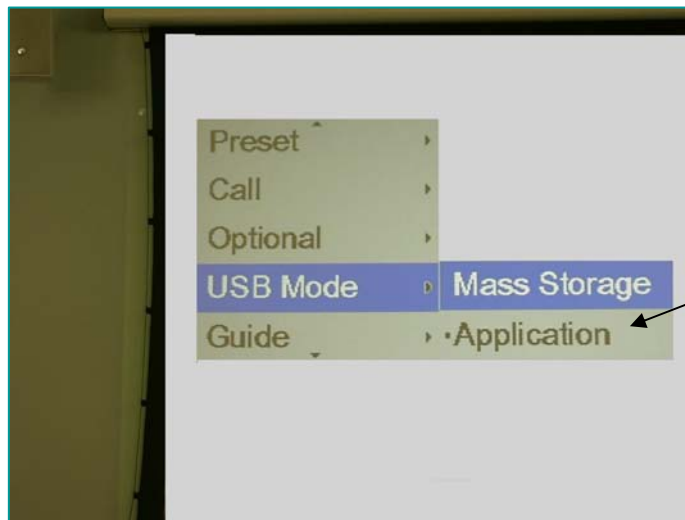 Preset
Call
Optional
USB Mode
Mass Storage
Guide
·Application